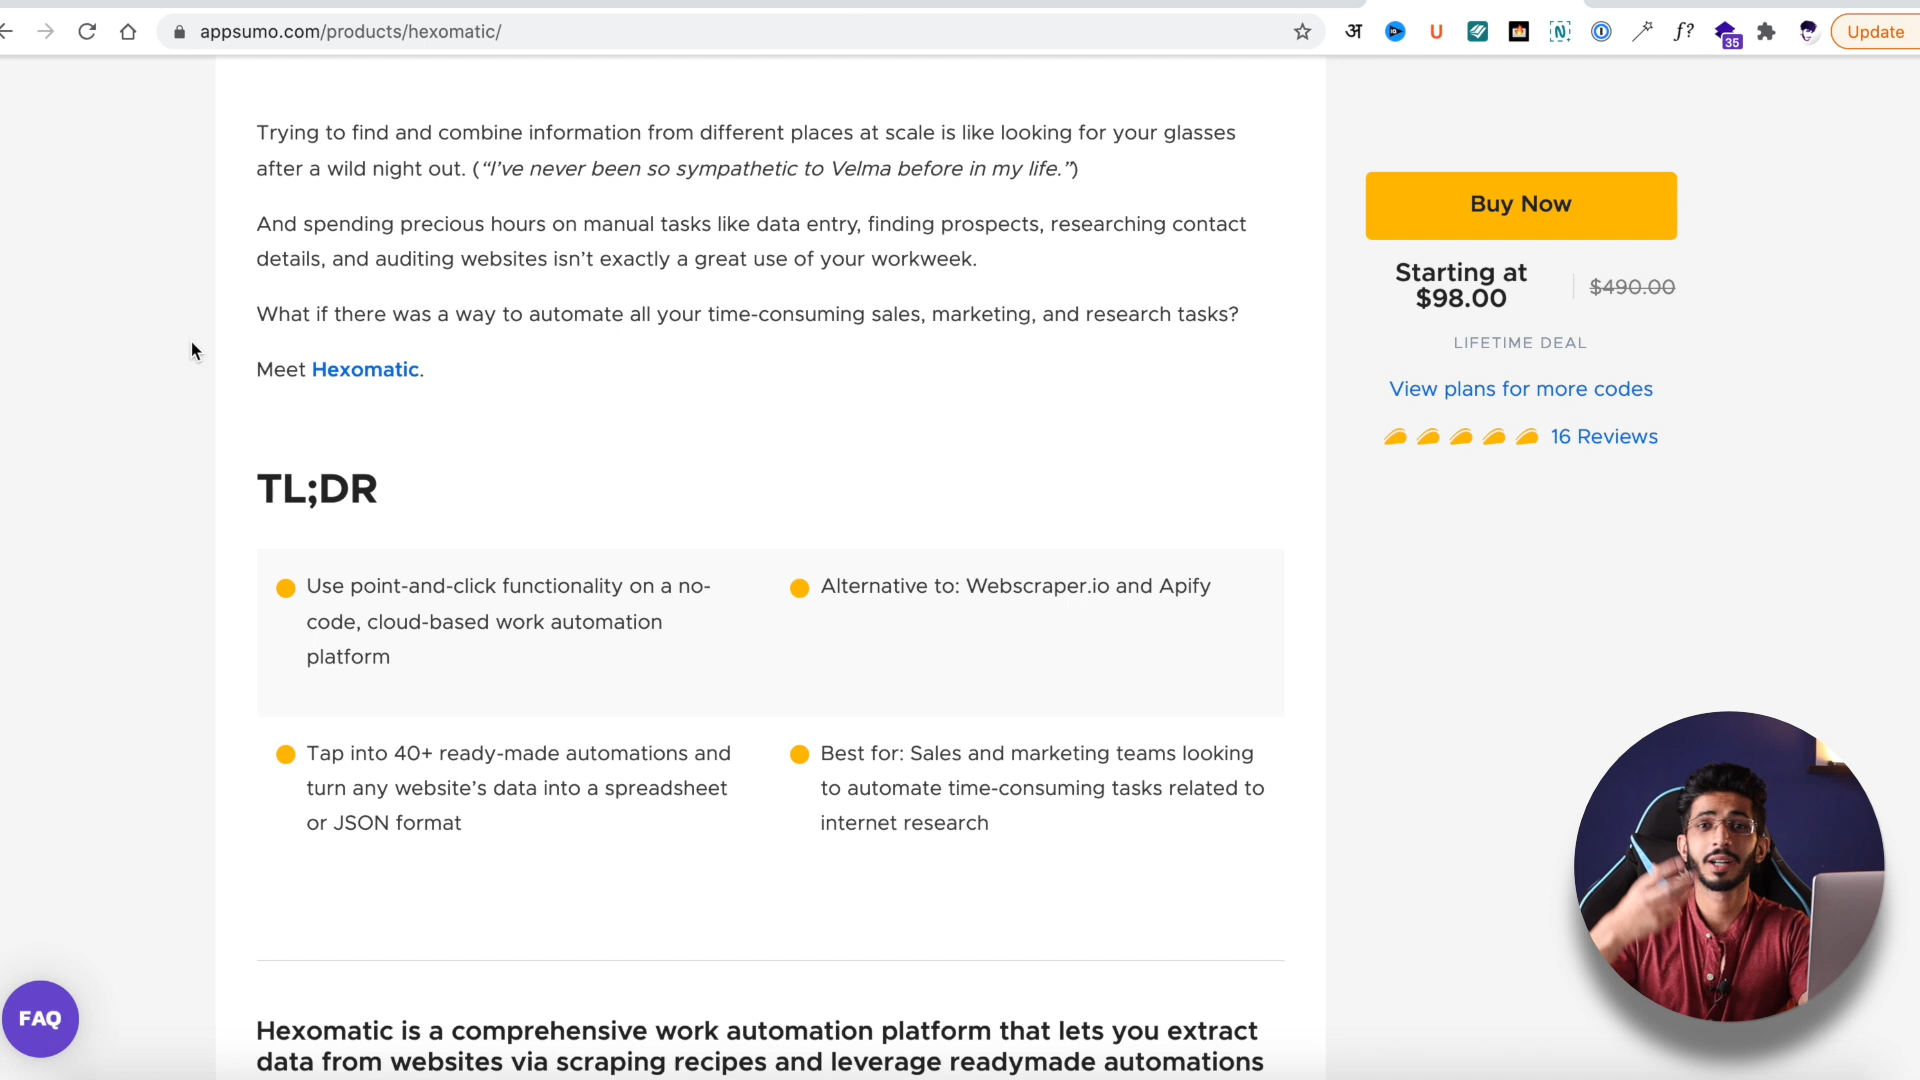 appsumo.com/products/hexomatic/
अ
U
N
f?
35
Update
Trying to find and combine information from different places at scale is like looking for your glasses
after a wild night out. (“I’ve never been so sympathetic to Velma before in my life.”)
And spending precious hours on manual tasks like data entry, finding prospects, researching contact
details, and auditing websites isn’t exactly a great use of your workweek.
What if there was a way to automate all your time-consuming sales, marketing, and research tasks?
Meet Hexomatic.
Buy Now
Starting at
$98.00
$490.00
LIFETIME DEAL
View plans for more codes
16 Reviews
TL;DR
Use point-and-click functionality on a no-
code, cloud-based work automation
platform
Alternative to: Webscraper.io and Apify
Tap into 40+ ready-made automations and
turn any website’s data into a spreadsheet
or JSON format
Best for: Sales and marketing teams looking
to automate time-consuming tasks related to
internet research
FAQ
Hexomatic is a comprehensive work automation platform that lets you extract
data from websites via scraping recipes and leverage readymade automations